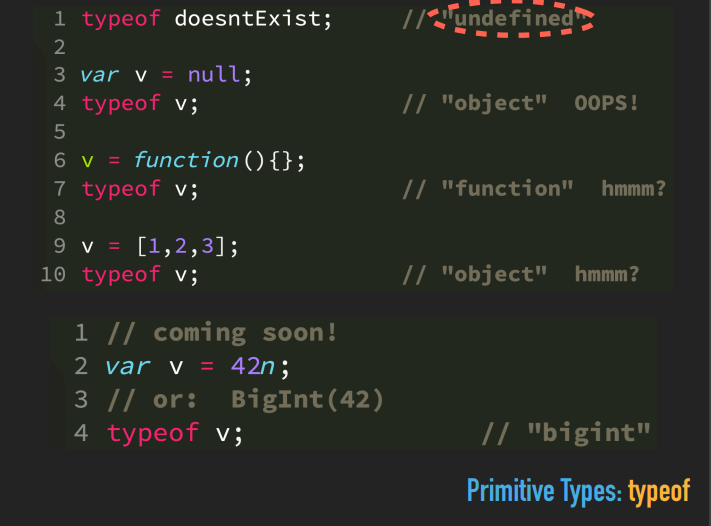 1 typeof doesntExist; // "undefined"
2
3 var v = null;
4 typeof v; // "object" OOPS!
5
6 v = function(){};
7 typeof v; // "function" hmmm?
8
9 v = [1,2,3];
10 typeof v; // "object" hmmm?
1 // coming soon!
2 var v = 42n;
3 // or: BigInt(42)
4 typeof v; // "bigint"
Primitive Types: typeof